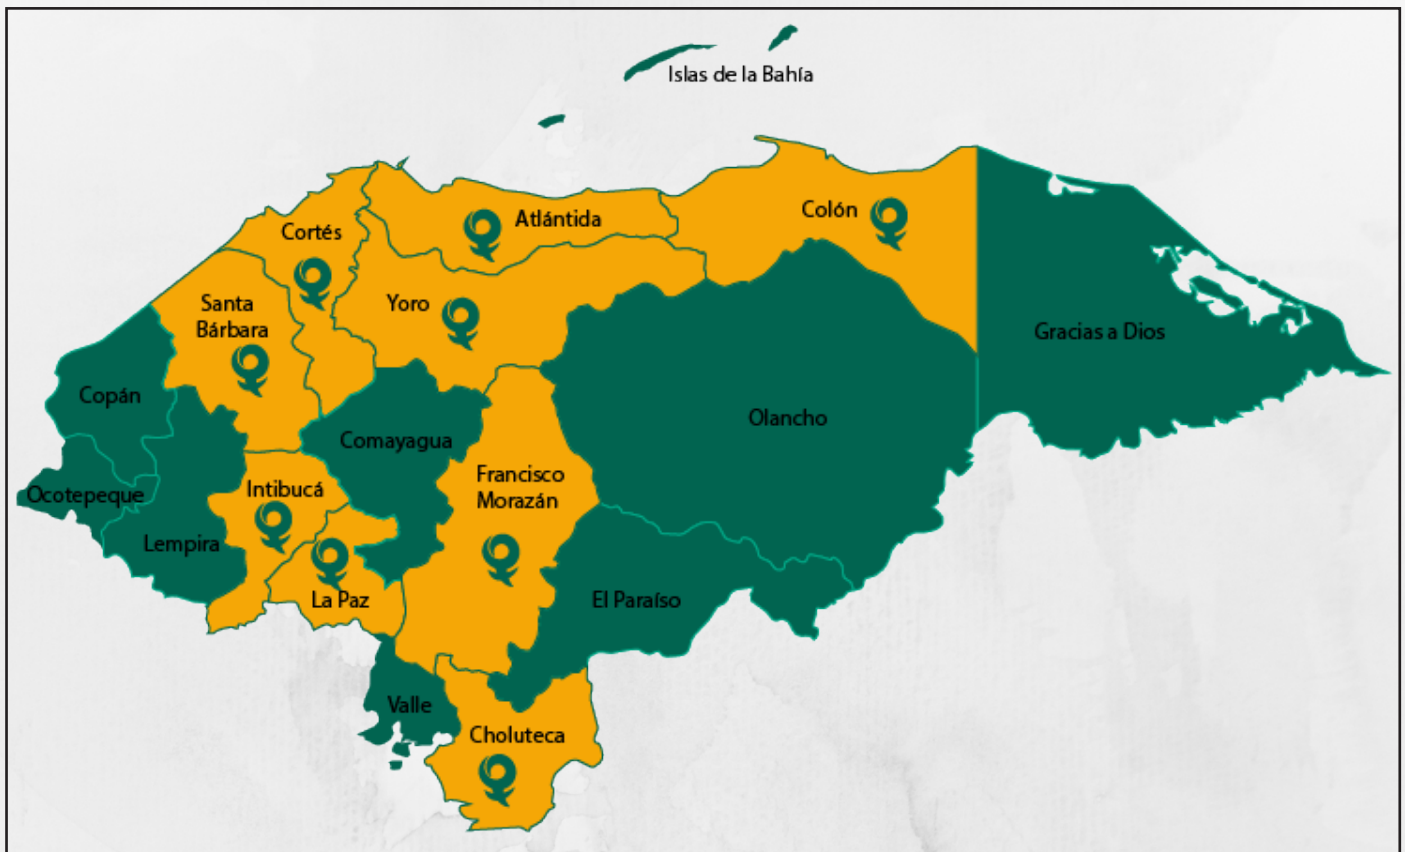 Islas de la Bahía
Colón
Atlántida
Cortés
Santa
Bárbara
Yoro
Gracias a Dios
Copán
Olancho
Comayagua
Francisco
Morazán
Intibucá
Ocotepeque
Lempira
La Paz
El Paraíso
Valle
Choluteca